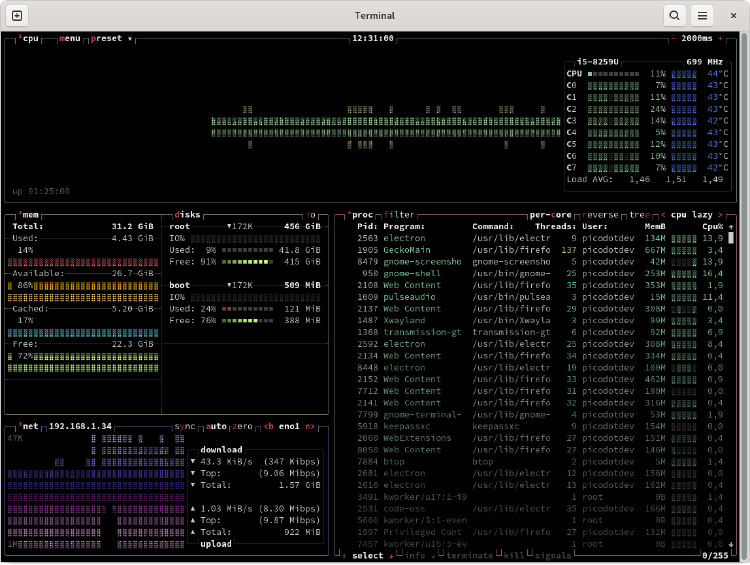 Terminal
¹cpu menu preset * 12:31:00 - 2000ms +
i5-8259U 699 MHz
CPU 11% 44°C
C0 7% 43°C
C1 11% 43°C
C2 24% 43°C
C3 14% 42°C
C4 5% 43°C
C5 12% 43°C
C6 10% 43°C
C7 7% 42°C
Load AVG: 1,46 1,51 1,49
up 01:25:00
²mem disks io
Total: 31.2 GiB
Used: 4.43 GiB
14%
Available: 26.7 GiB
86%
Cached: 5.20 GiB
17%
Free: 22.3 GiB
72%
root ▼172K 456 GiB
IO%
Used: 9% 41.8 GiB
Free: 91% 415 GiB
boot ▼172K 509 MiB
IO%
Used: 24% 121 MiB
Free: 76% 388 MiB
³net 192.168.1.34 sync auto zero <b eno1 n>
47K
download
▼ 43.3 KiB/s (347 Kibps)
▼ Top: (9.06 Mibps)
▼ Total: 1.57 GiB
▲ 1.03 MiB/s (8.30 Mibps)
▲ Top: (9.87 Mibps)
▲ Total: 922 MiB
upload
1M
⁴proc filter per-core reverse tree < cpu lazy >
Pid: Program: Command: Threads: User: MemB Cpu% ↑
2563 electron /usr/lib/electr 9 picodotdev 134M 13,9
1905 GeckoMain /usr/lib/firefo 137 picodotdev 667M 3,4
8479 gnome-screensho gnome-screensho 5 picodotdev 42M 13,9
950 gnome-shell /usr/bin/gnome- 25 picodotdev 253M 16,4
2108 Web Content /usr/lib/firefo 35 picodotdev 353M 1,9
1009 pulseaudio /usr/bin/pulsea 3 picodotdev 15M 11,4
2137 Web Content /usr/lib/firefo 29 picodotdev 308M 0,0
1487 Xwayland /usr/bin/Xwayla 3 picodotdev 99M 3,4
1368 transmission-gt transmission-gt 6 picodotdev 92M 6,9
2592 electron /usr/lib/electr 25 picodotdev 308M 8,4
2134 Web Content /usr/lib/firefo 34 picodotdev 334M 0,4
8448 electron /usr/lib/electr 19 picodotdev 100M 0,0
2152 Web Content /usr/lib/firefo 33 picodotdev 462M 0,9
7712 Web Content /usr/lib/firefo 31 picodotdev 216M 0,0
2141 Web Content /usr/lib/firefo 32 picodotdev 316M 0,4
7799 gnome-terminal- /usr/lib/gnome- 4 picodotdev 53M 1,9
5918 keepassxc keepassxc 9 picodotdev 154M 0,0
2060 WebExtensions /usr/lib/firefo 27 picodotdev 151M 0,4
8050 Web Content /usr/lib/firefo 27 picodotdev 146M 0,0
7884 btop btop 2 picodotdev 5M 1,4
2681 electron /usr/lib/electr 12 picodotdev 156M 0,0
2616 electron /usr/lib/electr 13 picodotdev 162M 0,0
3491 kworker/u17:1-i9 1 root 0B 0,4
2531 code-oss /usr/lib/electr 35 picodotdev 166M 0,4
5660 kworker/3:1-even 1 root 0B 0,0
1997 Privileged Cont /usr/lib/firefo 27 picodotdev 131M 0,0
7457 kworker/u16:3-ev 1 root 0B 0,0 ↓
↑ select ↓ info ↲ terminate kill signals 0/255